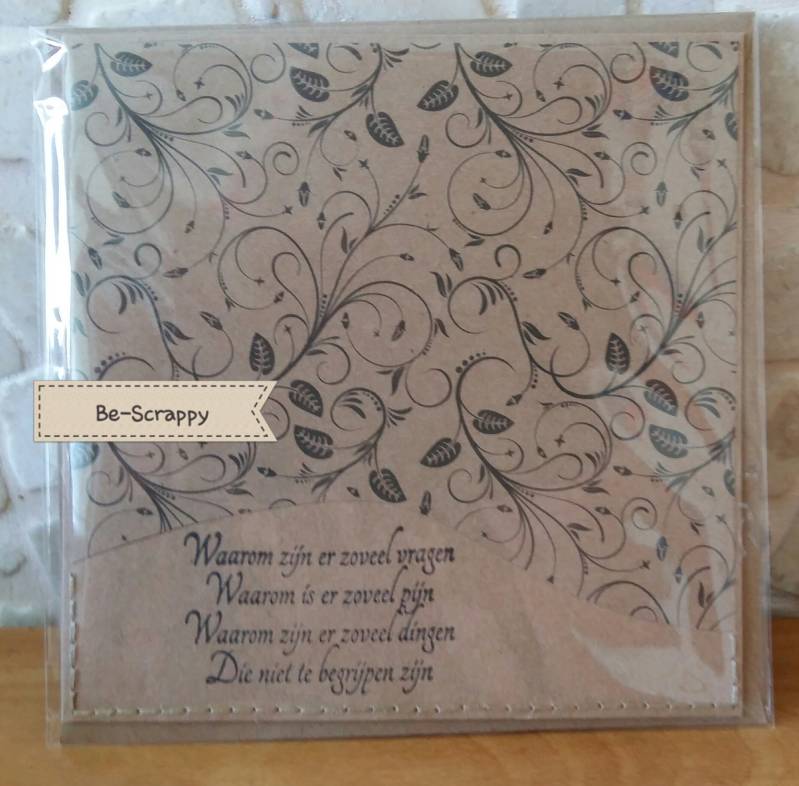 Be-Scrappy
Waarom zijn er zoveel vragen
Waarom is er zoveel pijn
Waarom zijn er zoveel dingen
Die niet te begrijpen zijn